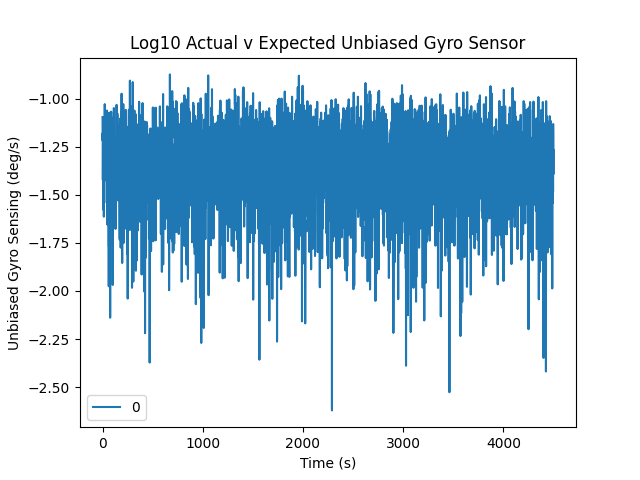 Log10 Actual v Expected Unbiased Gyro Sensor
Unbiased Gyro Sensing (deg/s)
−1.00
−1.25
−1.50
−1.75
−2.00
−2.25
−2.50
0
0 1000 2000 3000 4000
Time (s)